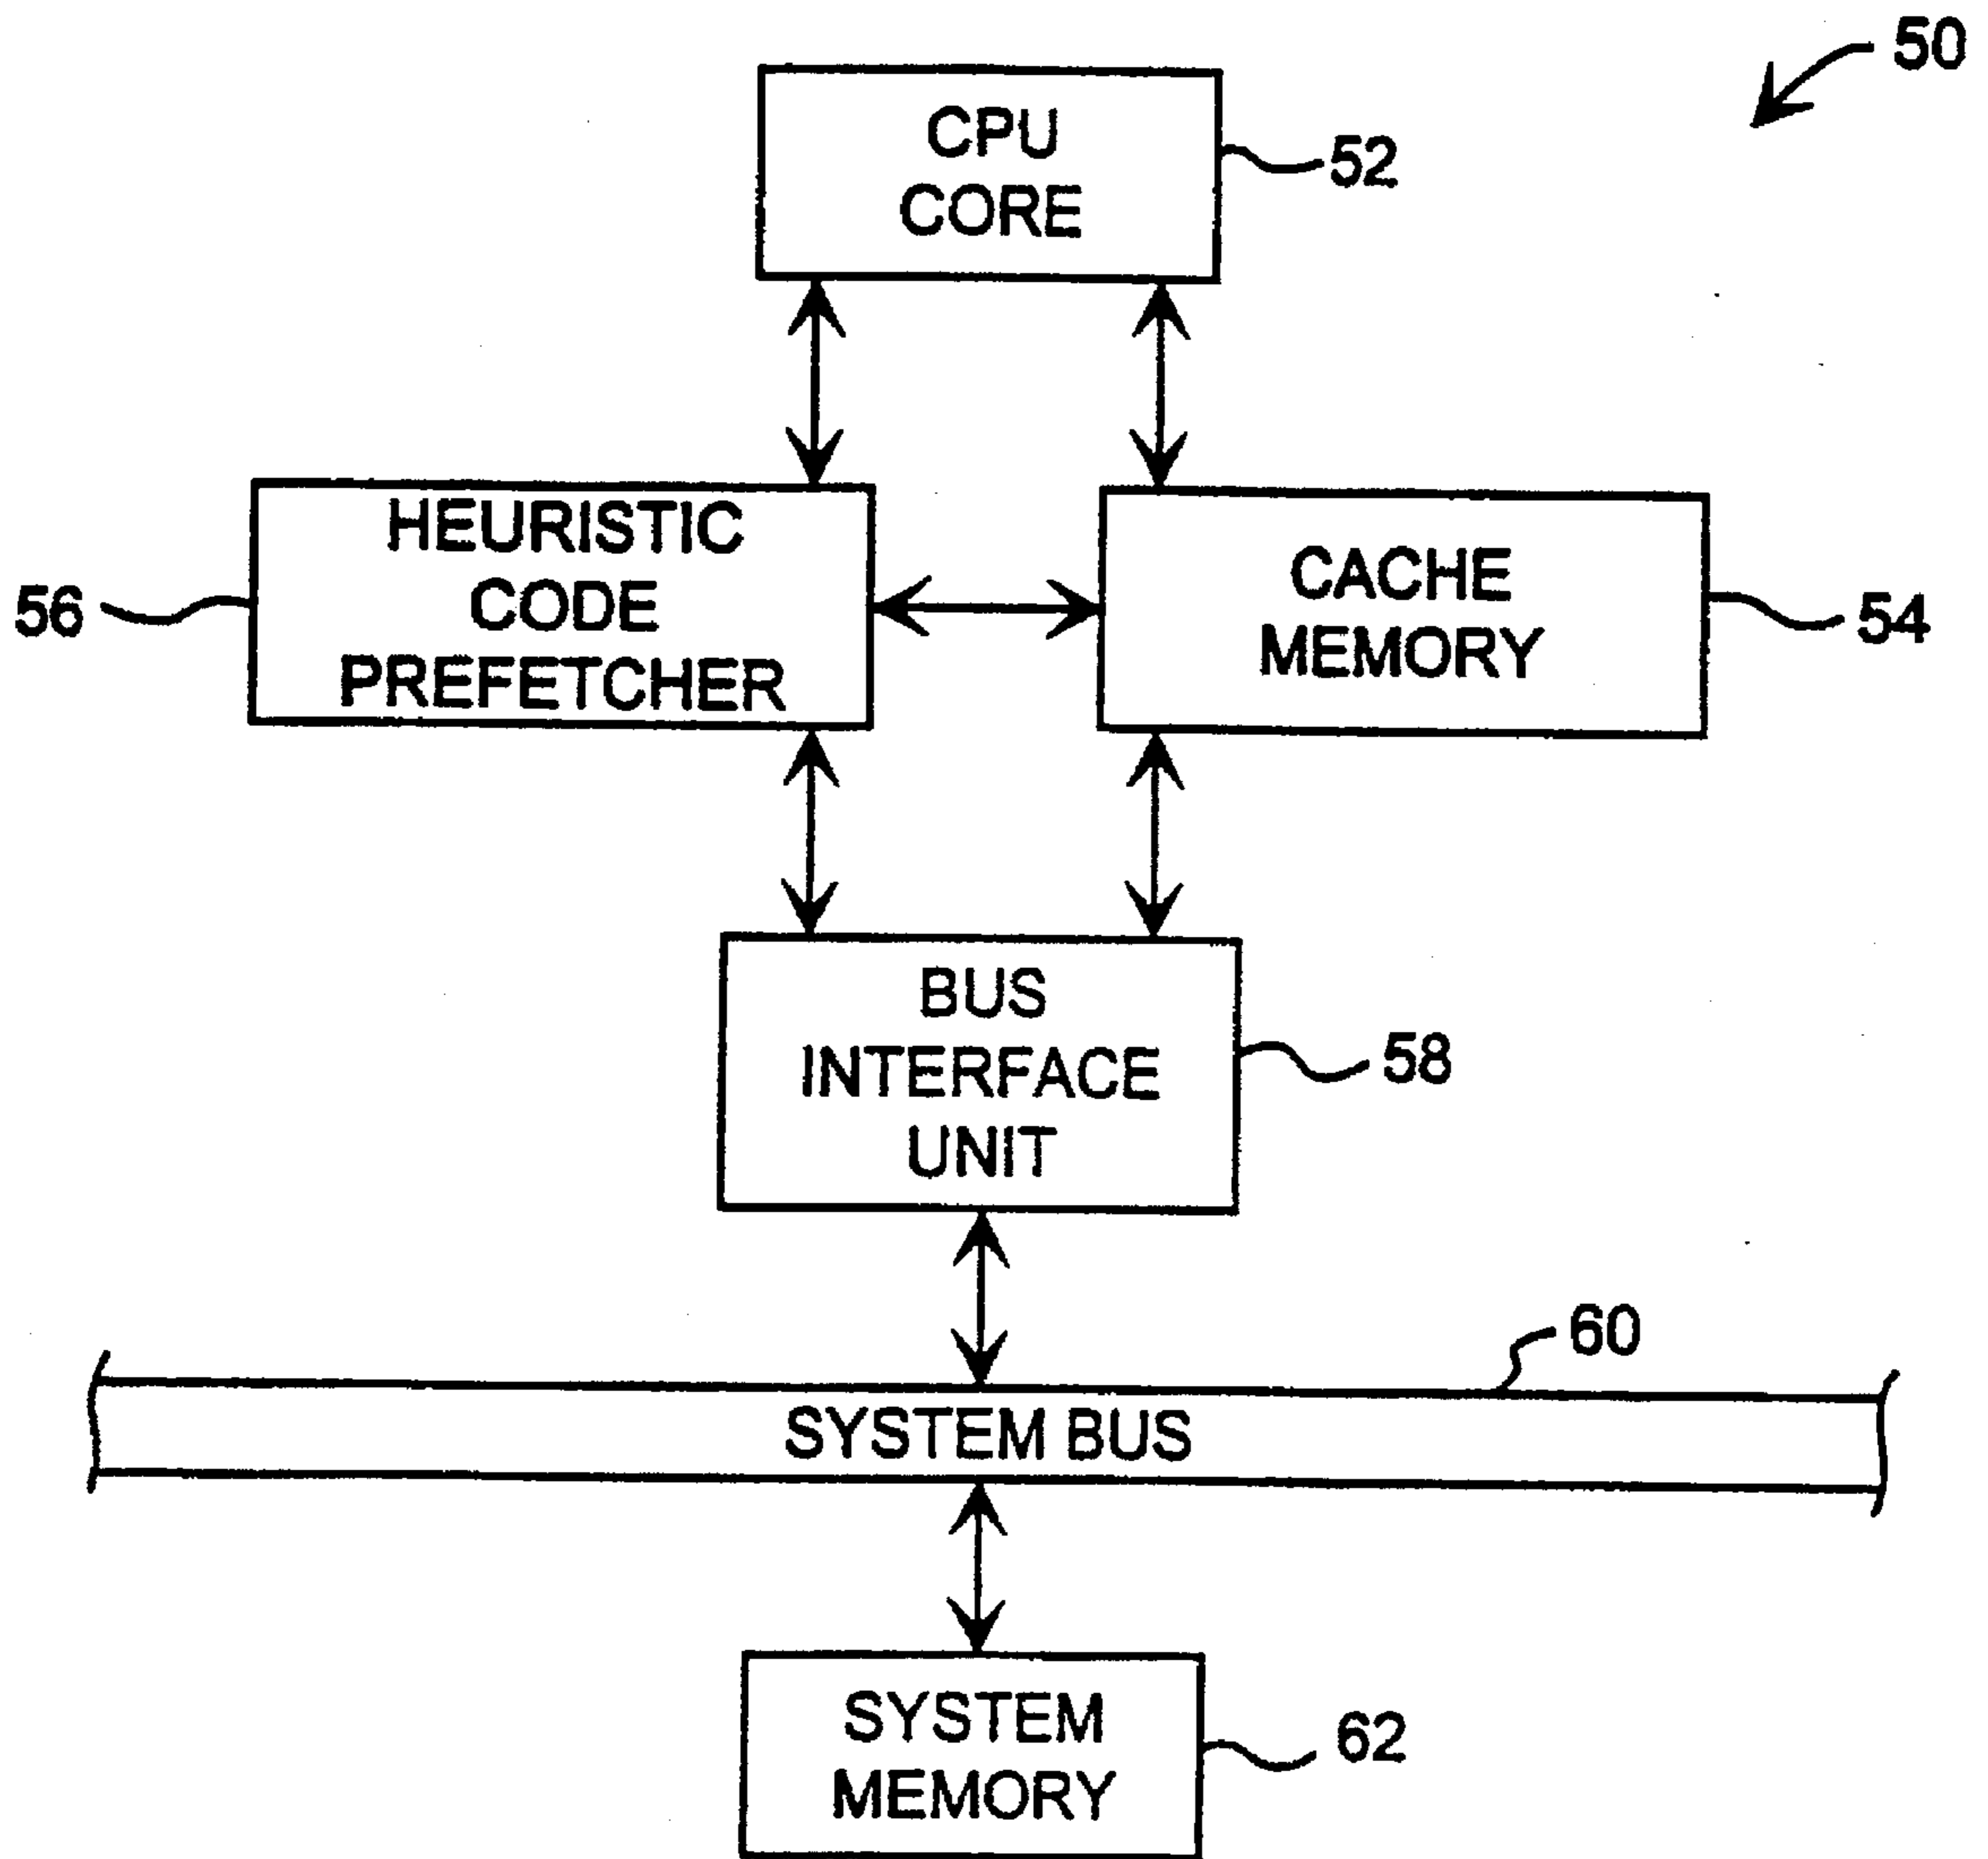 50
CPU
CORE
52
HEURISTIC
CODE
PREFETCHER
56
CACHE
MEMORY
54
BUS
INTERFACE
UNIT
58
60
SYSTEM BUS
SYSTEM
MEMORY
62